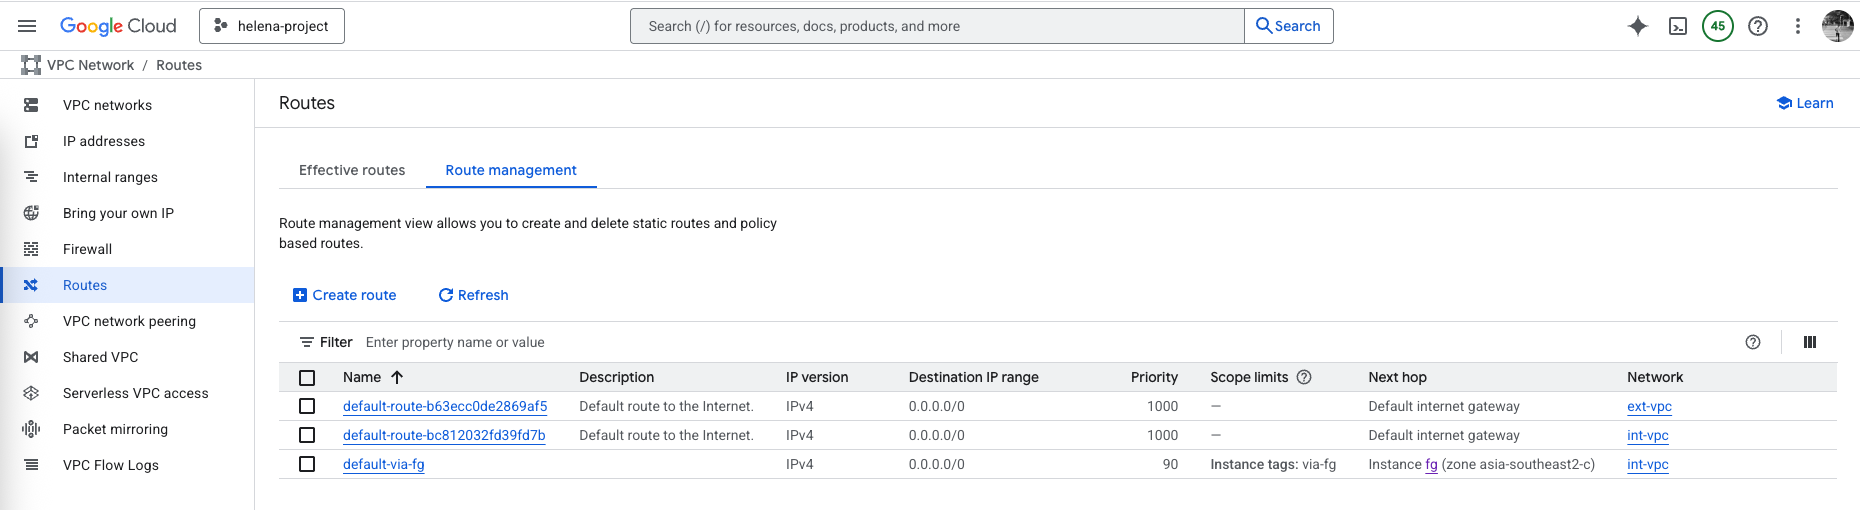 Google Cloud
helena-project
Search (/) for resources, docs, products, and more
Search
45
VPC Network / Routes
VPC networks
IP addresses
Internal ranges
Bring your own IP
Firewall
Routes
VPC network peering
Shared VPC
Serverless VPC access
Packet mirroring
VPC Flow Logs
Routes
Learn
Effective routes
Route management
Route management view allows you to create and delete static routes and policy
based routes.
Create route
Refresh
Filter Enter property name or value
Name Description IP version Destination IP range Priority Scope limits Next hop Network
default-route-b63ecc0de2869af5 Default route to the Internet. IPv4 0.0.0.0/0 1000 — Default internet gateway ext-vpc
default-route-bc812032fd39fd7b Default route to the Internet. IPv4 0.0.0.0/0 1000 — Default internet gateway int-vpc
default-via-fg IPv4 0.0.0.0/0 90 Instance tags: via-fg Instance fg (zone asia-southeast2-c) int-vpc